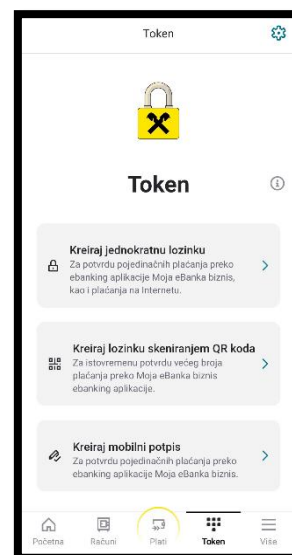 Token
Token
Kreiraj jednokratnu lozinku
Za potvrdu pojedinačnih plaćanja preko
ebanking aplikacije Moja eBanka biznis,
kao i plaćanja na Internetu.
Kreiraj lozinku skeniranjem QR koda
Za istovremenu potvrdu većeg broja
plaćanja preko Moja eBanka biznis
ebanking aplikacije.
Kreiraj mobilni potpis
Za potvrdu pojedinačnih plaćanja preko
ebanking aplikacije Moja eBanka biznis.
Početna Računi Plati Token Više